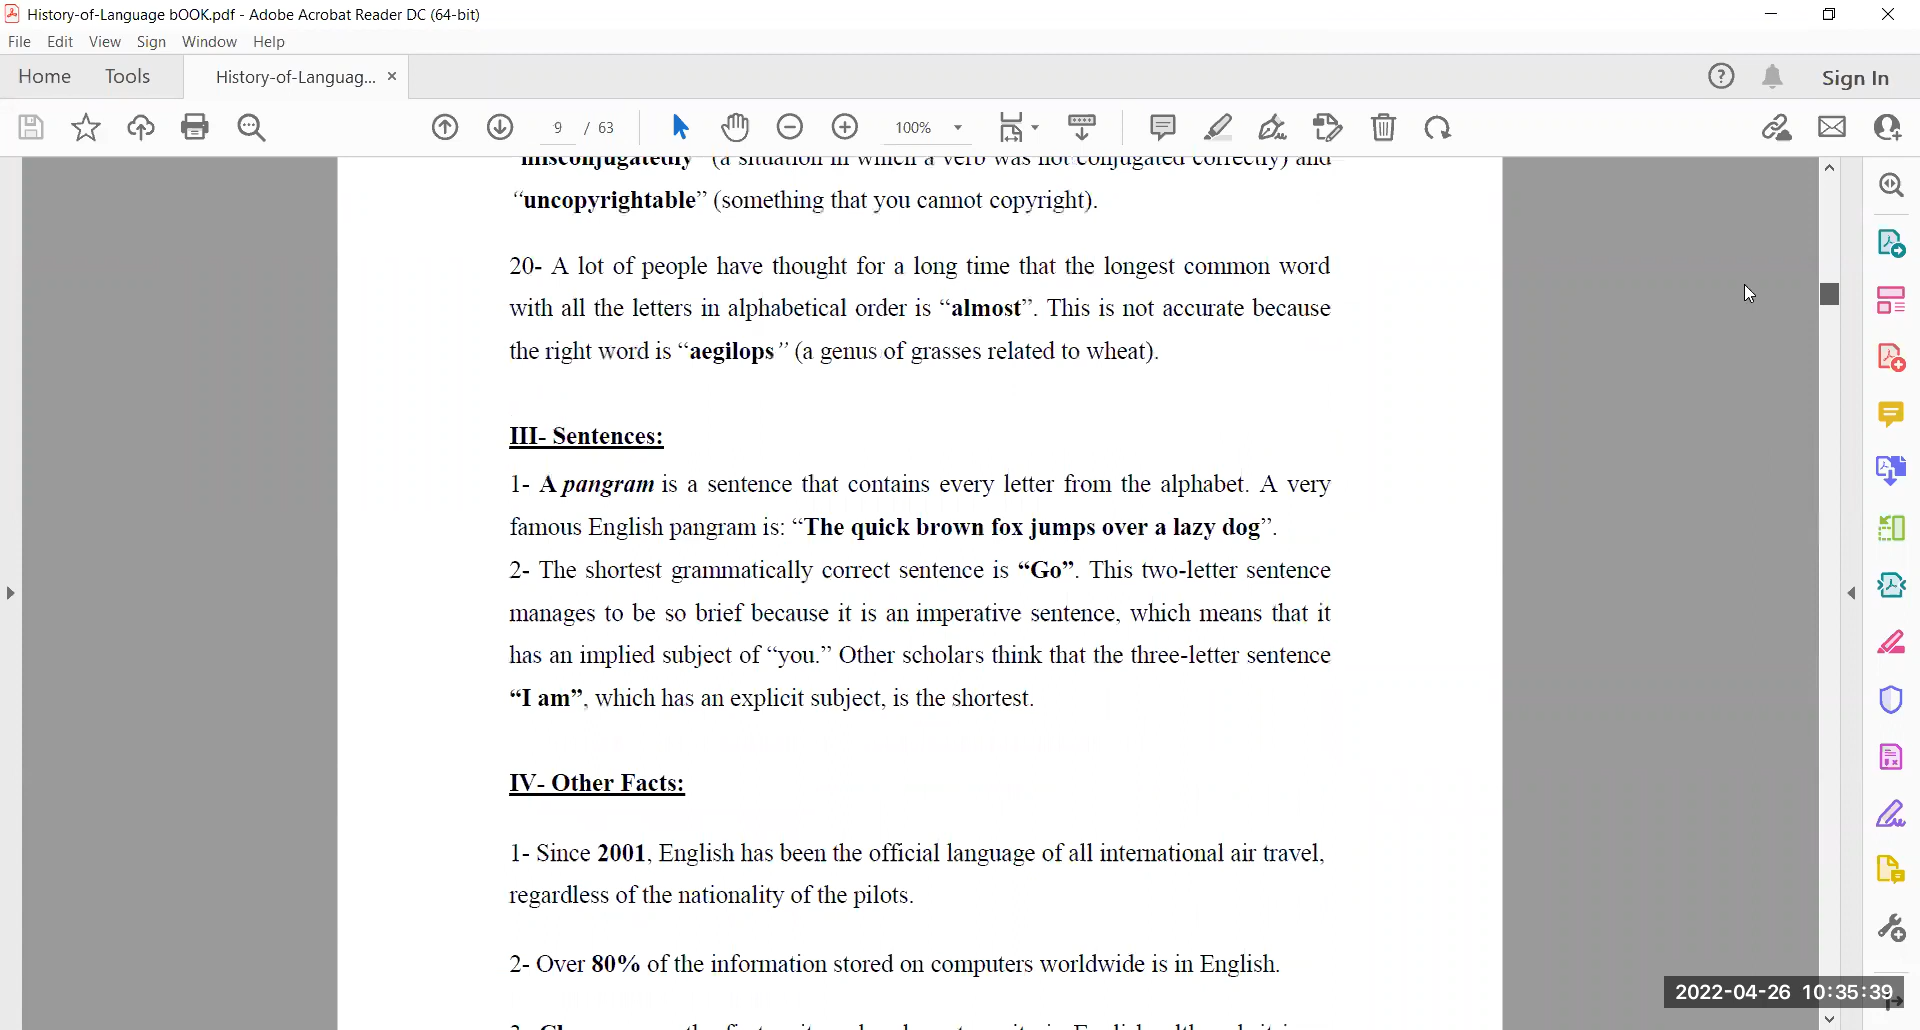 History-of-Language bOOK.pdf - Adobe Acrobat Reader DC (64-bit)
File Edit View Sign Window Help
Home Tools History-of-Languag... × Sign In
9 / 63 100%
“misconjugatedly” (a situation in which a verb was not conjugated correctly) and
“uncopyrightable” (something that you cannot copyright).
20- A lot of people have thought for a long time that the longest common word
with all the letters in alphabetical order is “almost”. This is not accurate because
the right word is “aegilops” (a genus of grasses related to wheat).
III- Sentences:
1- A pangram is a sentence that contains every letter from the alphabet. A very
famous English pangram is: “The quick brown fox jumps over a lazy dog”.
2- The shortest grammatically correct sentence is “Go”. This two-letter sentence
manages to be so brief because it is an imperative sentence, which means that it
has an implied subject of “you.” Other scholars think that the three-letter sentence
“I am”, which has an explicit subject, is the shortest.
IV- Other Facts:
1- Since 2001, English has been the official language of all international air travel,
regardless of the nationality of the pilots.
2- Over 80% of the information stored on computers worldwide is in English.
2022-04-26 10:35:39